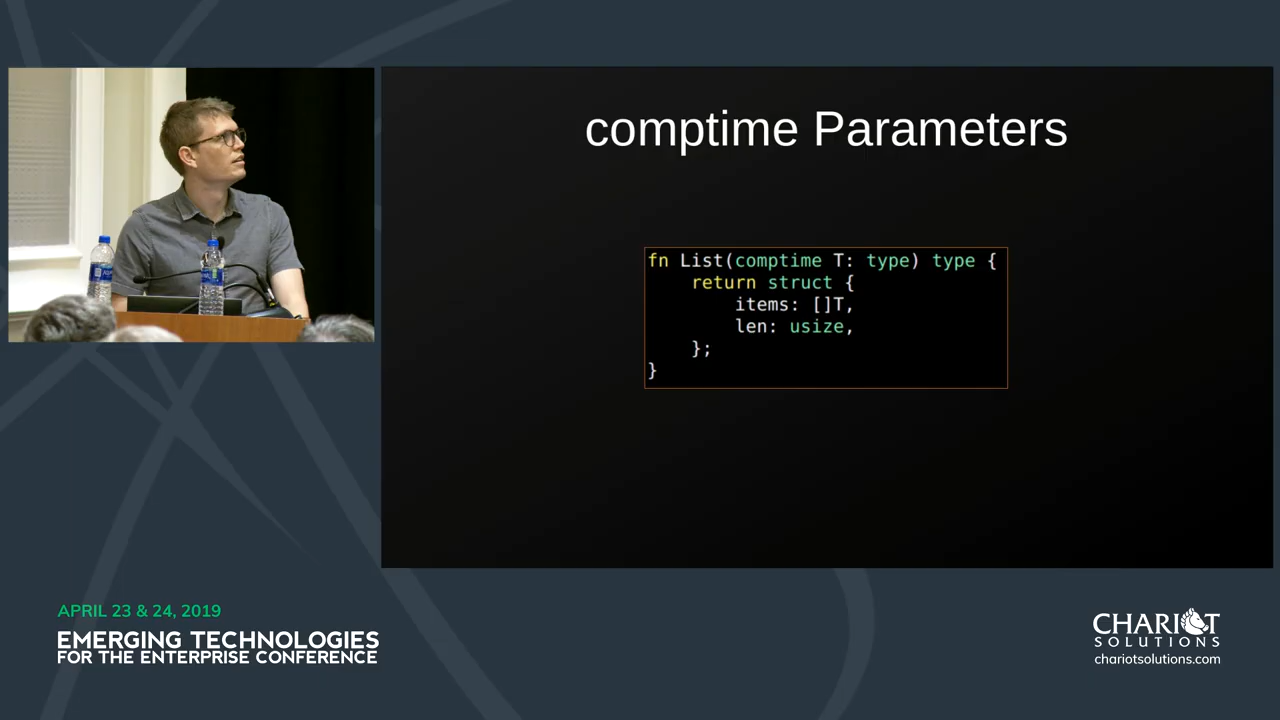 comptime Parameters
fn List(comptime T: type) type {
    return struct {
        items: []T,
        len: usize,
    };
}
APRIL 23 & 24, 2019
EMERGING TECHNOLOGIES
FOR THE ENTERPRISE CONFERENCE
CHARIOT
SOLUTIONS
chariotsolutions.com